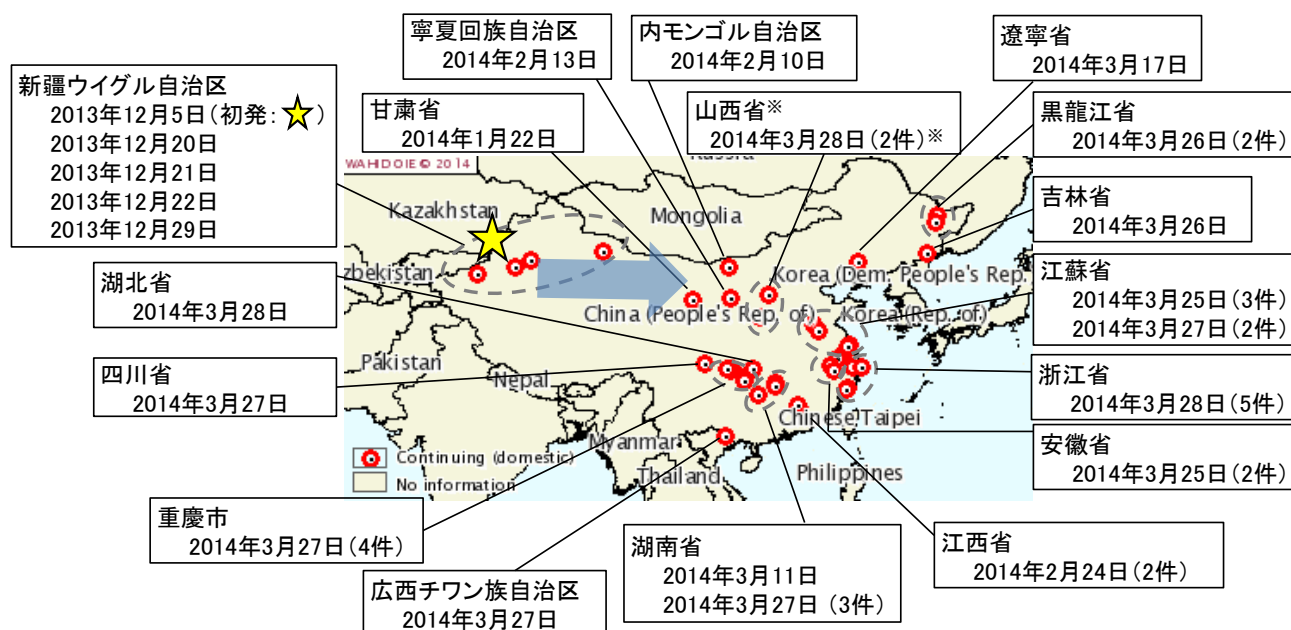 寧夏回族自治区
2014年2月13日
内モンゴル自治区
2014年2月10日
遼寧省
2014年3月17日
新疆ウイグル自治区
2013年12月5日(初発:☆)
2013年12月20日
2013年12月21日
2013年12月22日
2013年12月29日
甘粛省
2014年1月22日
山西省※
2014年3月28日(2件)※
黒龍江省
2014年3月26日(2件)
吉林省
2014年3月26日
WAHIDOIE© 2014
Russia
Kazakhstan
Mongolia
zbekistan
Korea (Dem. People's Rep.
China (People's Rep. of)
Korea (Rep. of.)
Pakistan
Nepal
Chinese Taipei
Myanmar
Thailand
Philippines
Continuing (domestic)
No information
湖北省
2014年3月28日
江蘇省
2014年3月25日(3件)
2014年3月27日(2件)
四川省
2014年3月27日
浙江省
2014年3月28日(5件)
安徽省
2014年3月25日(2件)
重慶市
2014年3月27日(4件)
広西チワン族自治区
2014年3月27日
湖南省
2014年3月11日
2014年3月27日 (3件)
江西省
2014年2月24日(2件)